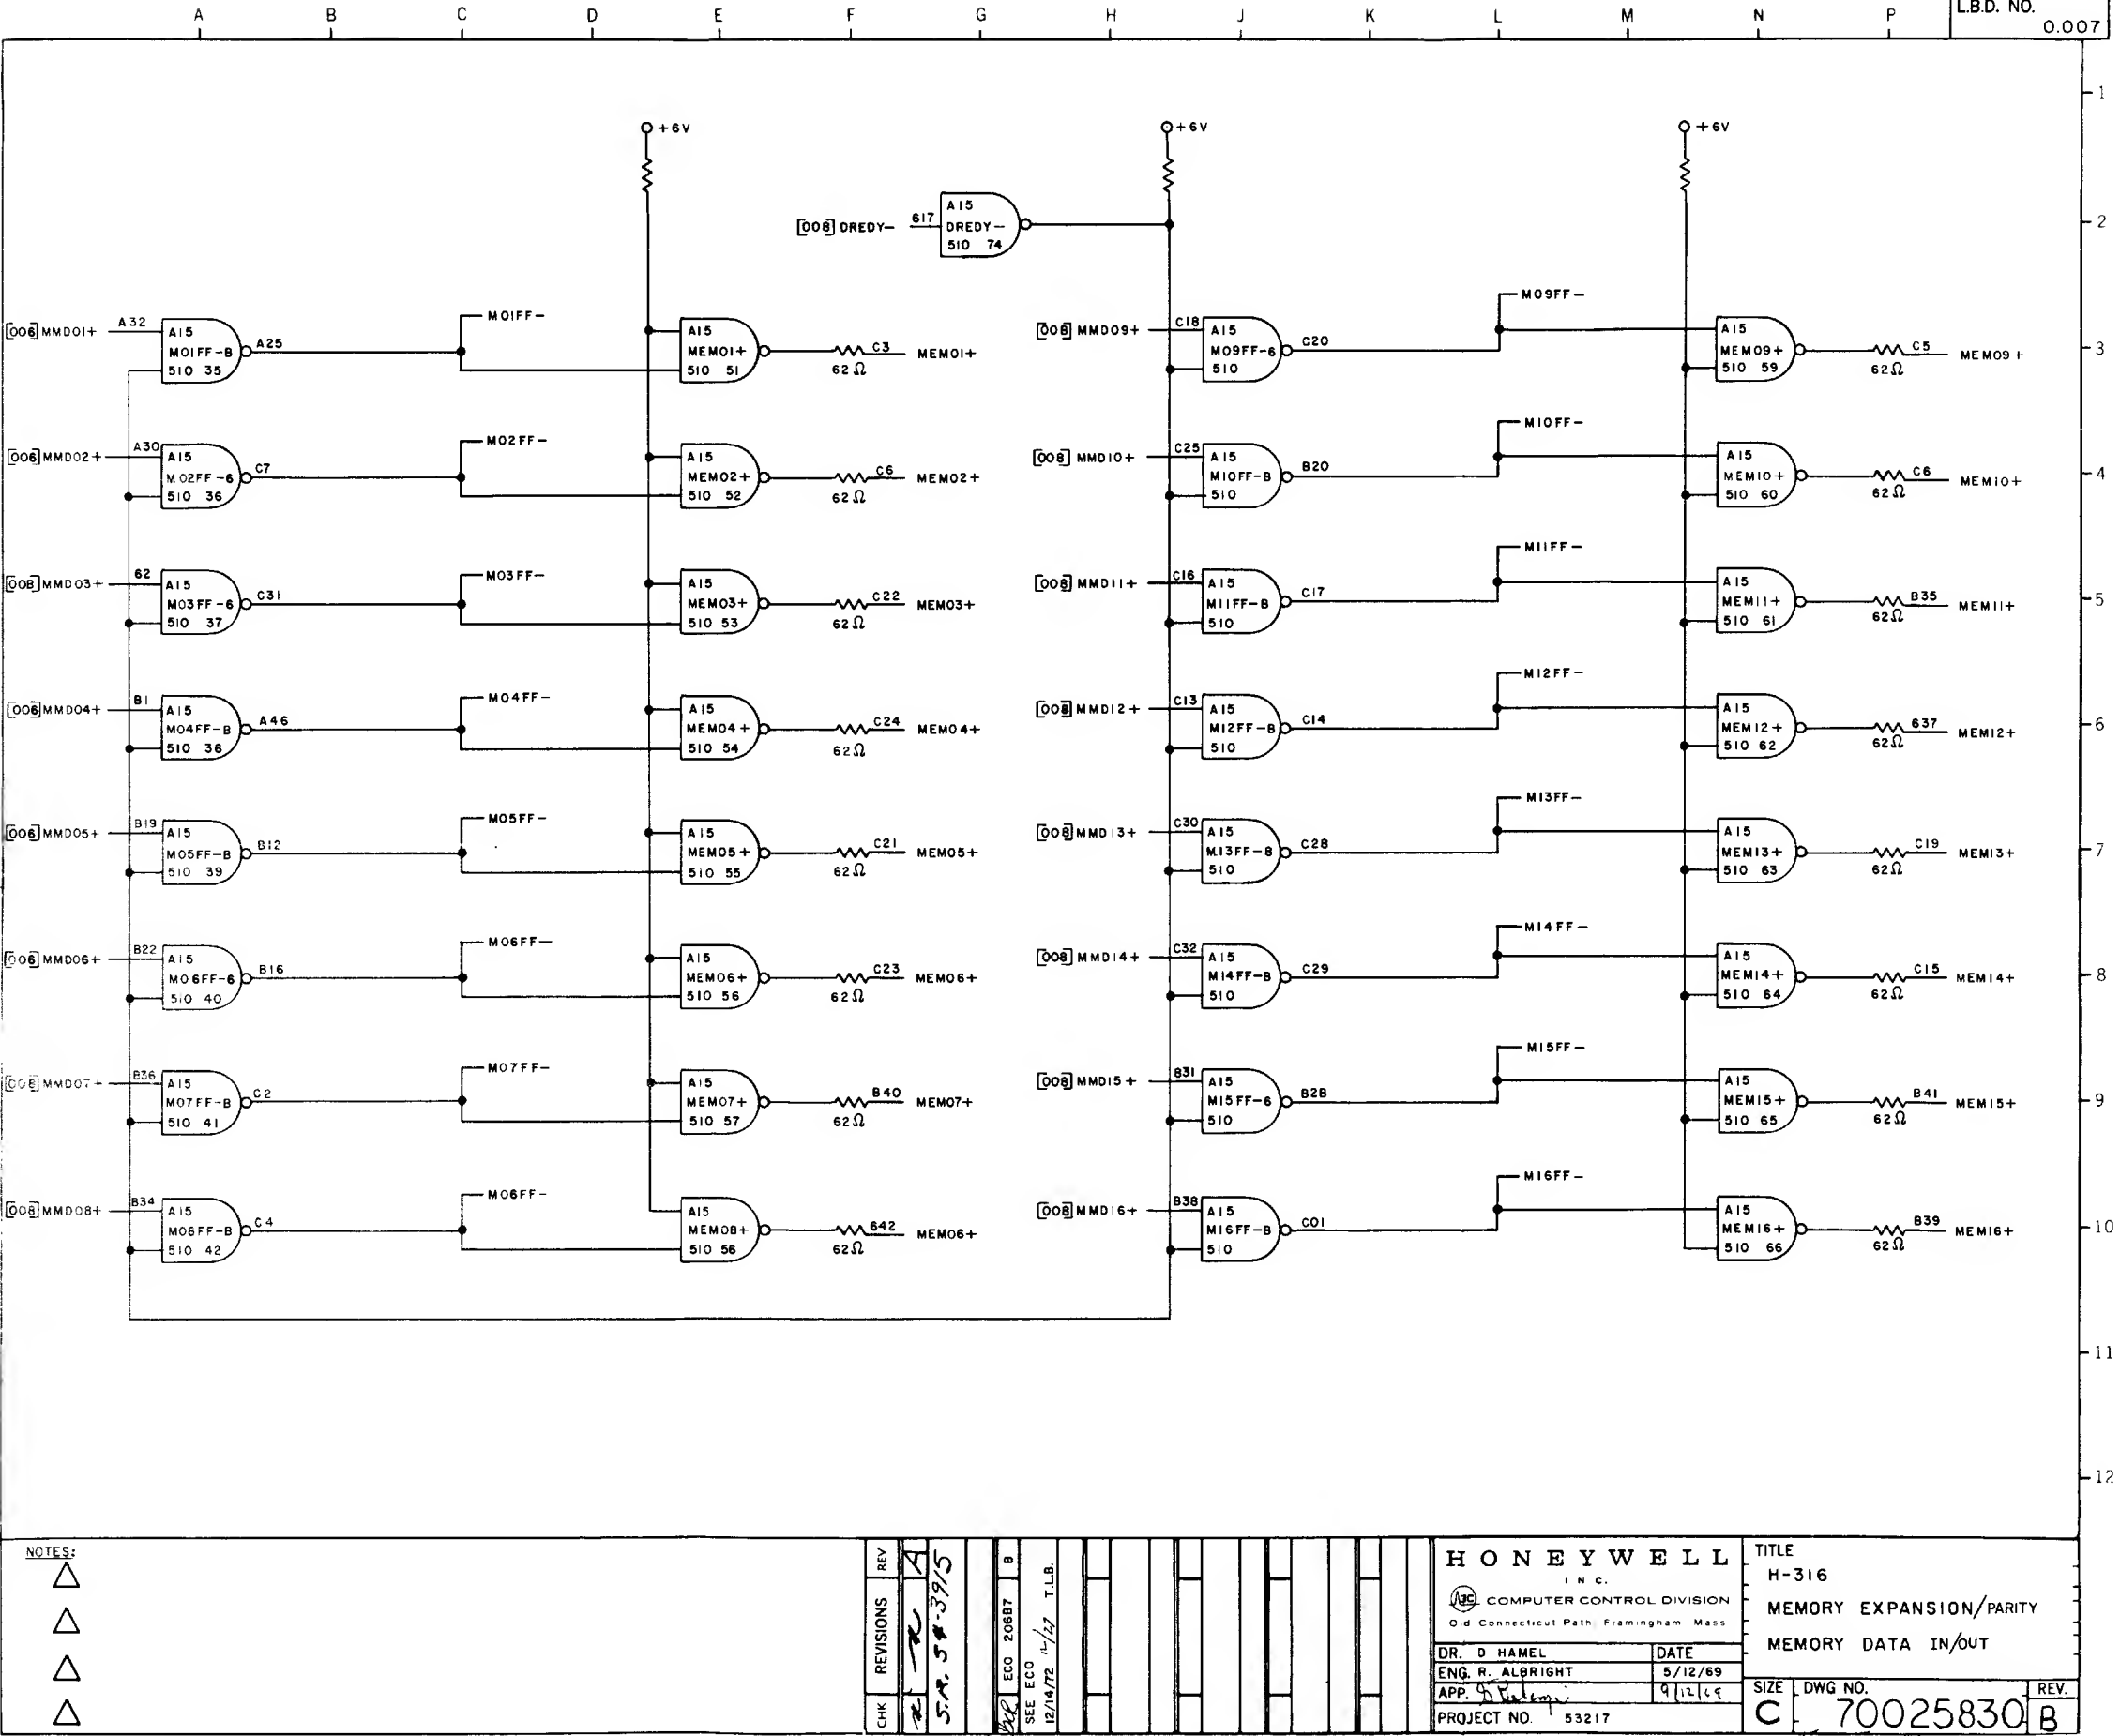 A B C D E F G H J K L M N P
L.B.D. NO.
0.007
1
2
3
4
5
6
7
8
9
10
11
12
+6V
+6V
+6V
[008] DREDY- 617
A15
DREDY-
510 74
[006] MMD01+ A32
A15
M01FF-B
510 35
A25
M01FF-
A15
MEM01+
510 51
C3
62Ω
MEM01+
[006] MMD02+ A30
A15
M02FF-6
510 36
C7
M02FF-
A15
MEM02+
510 52
C6
62Ω
MEM02+
[00B] MMD03+ 62
A15
M03FF-6
510 37
C31
M03FF-
A15
MEM03+
510 53
C22
62Ω
MEM03+
[006] MMD04+ B1
A15
M04FF-B
510 36
A46
M04FF-
A15
MEM04+
510 54
C24
62Ω
MEM04+
[006] MMD05+ B19
A15
M05FF-B
510 39
B12
M05FF-
A15
MEM05+
510 55
C21
62Ω
MEM05+
[006] MMD06+ B22
A15
M06FF-6
510 40
B16
M06FF-
A15
MEM06+
510 56
C23
62Ω
MEM06+
[008] MMD07+ B36
A15
M07FF-B
510 41
C2
M07FF-
A15
MEM07+
510 57
B40
62Ω
MEM07+
[008] MMD08+ B34
A15
M08FF-B
510 42
C4
M06FF-
A15
MEM08+
510 56
642
62Ω
MEM06+
[008] MMD09+ C18
A15
M09FF-6
510
C20
M09FF-
A15
MEM09+
510 59
C5
62Ω
MEM09+
[008] MMD10+ C25
A15
M10FF-B
510
B20
M10FF-
A15
MEM10+
510 60
C6
62Ω
MEM10+
[008] MMD11+ C16
A15
M11FF-B
510
C17
M11FF-
A15
MEM11+
510 61
B35
62Ω
MEM11+
[008] MMD12+ C13
A15
M12FF-B
510
C14
M12FF-
A15
MEM12+
510 62
637
62Ω
MEM12+
[008] MMD13+ C30
A15
M13FF-8
510
C28
M13FF-
A15
MEM13+
510 63
C19
62Ω
MEM13+
[008] MMD14+ C32
A15
M14FF-B
510
C29
M14FF-
A15
MEM14+
510 64
C15
62Ω
MEM14+
[008] MMD15+ B31
A15
M15FF-6
510
B2B
M15FF-
A15
MEM15+
510 65
B41
62Ω
MEM15+
[008] MMD16+ B38
A15
M16FF-B
510
C01
M16FF-
A15
MEM16+
510 66
B39
62Ω
MEM16+
NOTES:
CHK REVISIONS REV
A
S.R. 54-3915
ECO 206B7 B
SEE ECO
12/14/72 12/27 T.L.B.
HONEYWELL
INC.
COMPUTER CONTROL DIVISION
Old Connecticut Path, Framingham Mass
DR. D HAMEL DATE
ENG. R. ALBRIGHT 5/12/69
APP. 9/12/69
PROJECT NO. 53217
TITLE
H-316
MEMORY EXPANSION/PARITY
MEMORY DATA IN/OUT
SIZE C
DWG NO. 70025830
REV. B